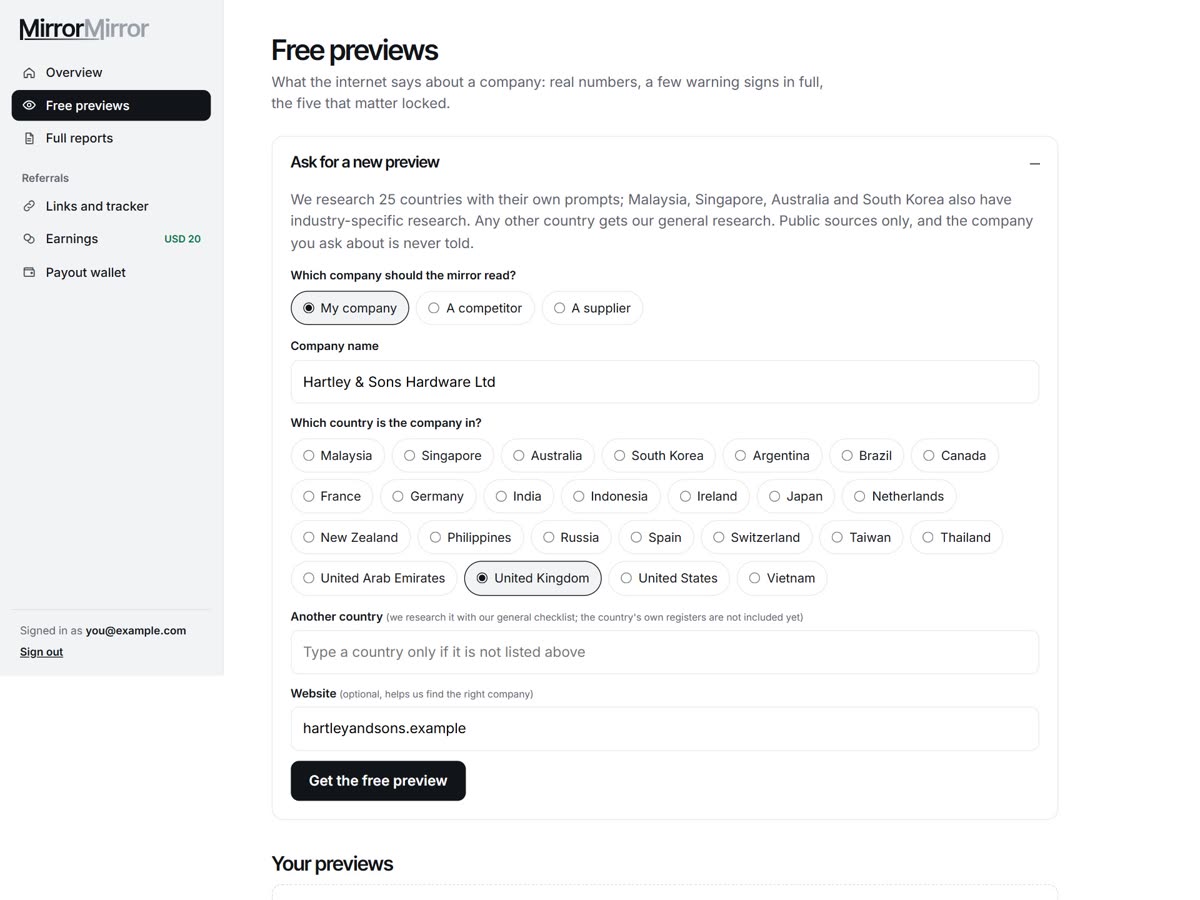 MirrorMirror
Overview
Free previews
Full reports
Referrals
Links and tracker
Earnings USD 20
Payout wallet
Signed in as you@example.com
Sign out
Free previews
What the internet says about a company: real numbers, a few warning signs in full,
the five that matter locked.
Ask for a new preview
We research 25 countries with their own prompts; Malaysia, Singapore, Australia and South Korea also have
industry-specific research. Any other country gets our general research. Public sources only, and the company
you ask about is never told.
Which company should the mirror read?
My company A competitor A supplier
Company name
Hartley & Sons Hardware Ltd
Which country is the company in?
Malaysia Singapore Australia South Korea Argentina Brazil Canada
France Germany India Indonesia Ireland Japan Netherlands
New Zealand Philippines Russia Spain Switzerland Taiwan Thailand
United Arab Emirates United Kingdom United States Vietnam
Another country (we research it with our general checklist; the country's own registers are not included yet)
Type a country only if it is not listed above
Website (optional, helps us find the right company)
hartleyandsons.example
Get the free preview
Your previews